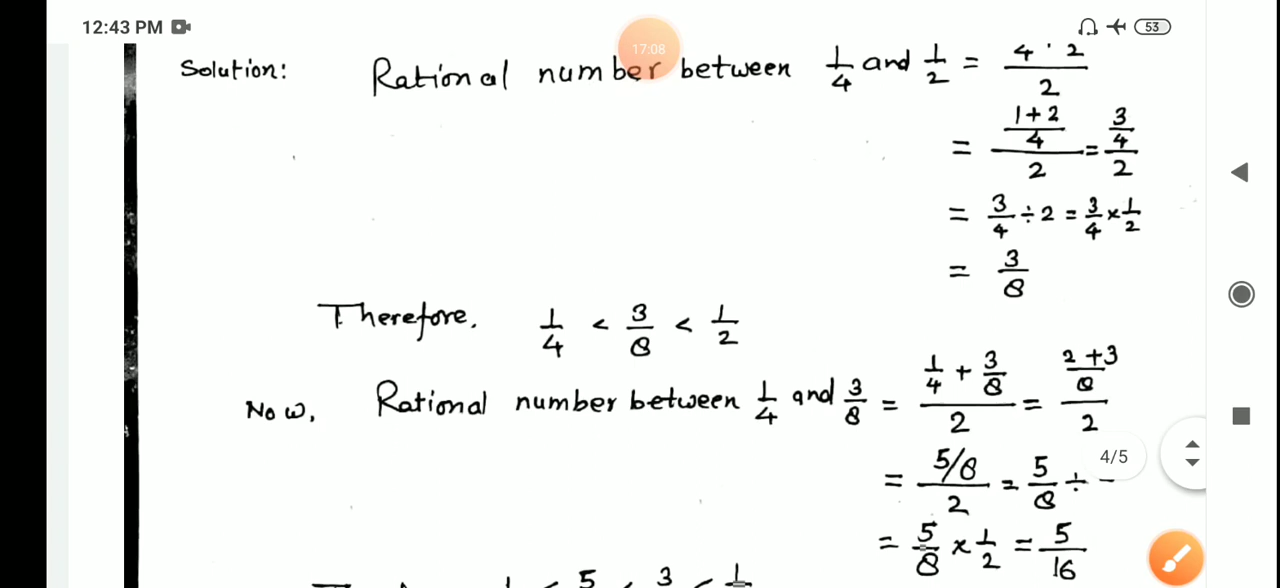 12:43 PM
53
17:08
Solution: Rational number between 1/4 and 1/2 = 4 · 2 / 2
= (1+2/4)/2 = (3/4)/2
= 3/4 ÷ 2 = 3/4 × 1/2
= 3/8
Therefore, 1/4 < 3/8 < 1/2
Now, Rational number between 1/4 and 3/8 = (1/4 + 3/8)/2 = (2+3/8)/2
4/5
= (5/8)/2 = 5/8 ÷
= 5/8 × 1/2 = 5/16
5 < 3 < 1